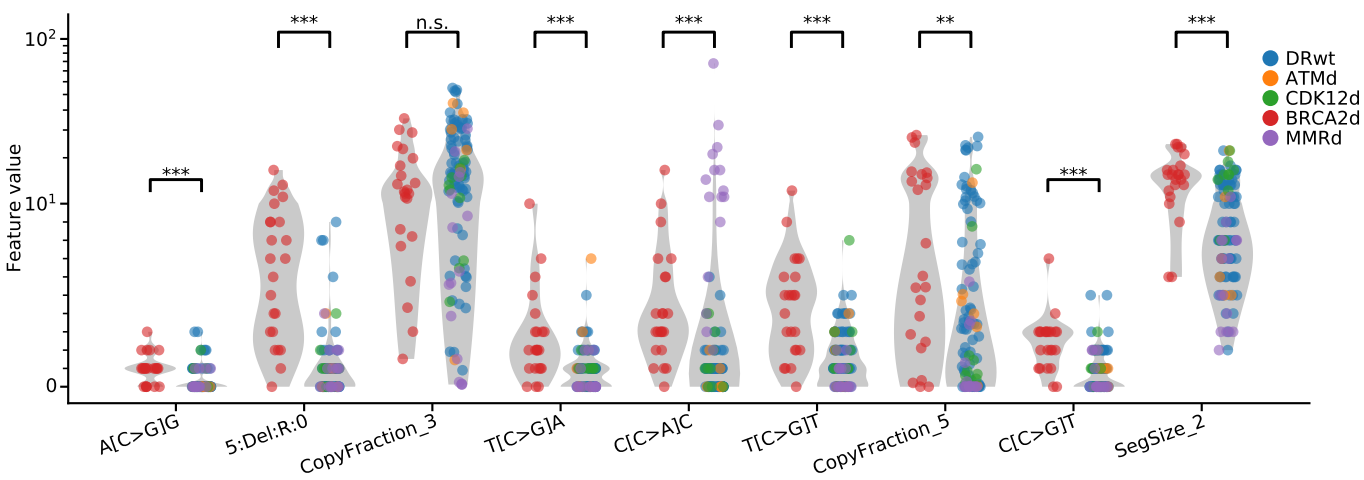 *** n.s. *** *** *** ** ***
*** ***
Feature value
10²
10¹
0
A[C>G]G
5:Del:R:0
CopyFraction_3
T[C>G]A
C[C>A]C
T[C>G]T
CopyFraction_5
C[C>G]T
SegSize_2
DRwt
ATMd
CDK12d
BRCA2d
MMRd